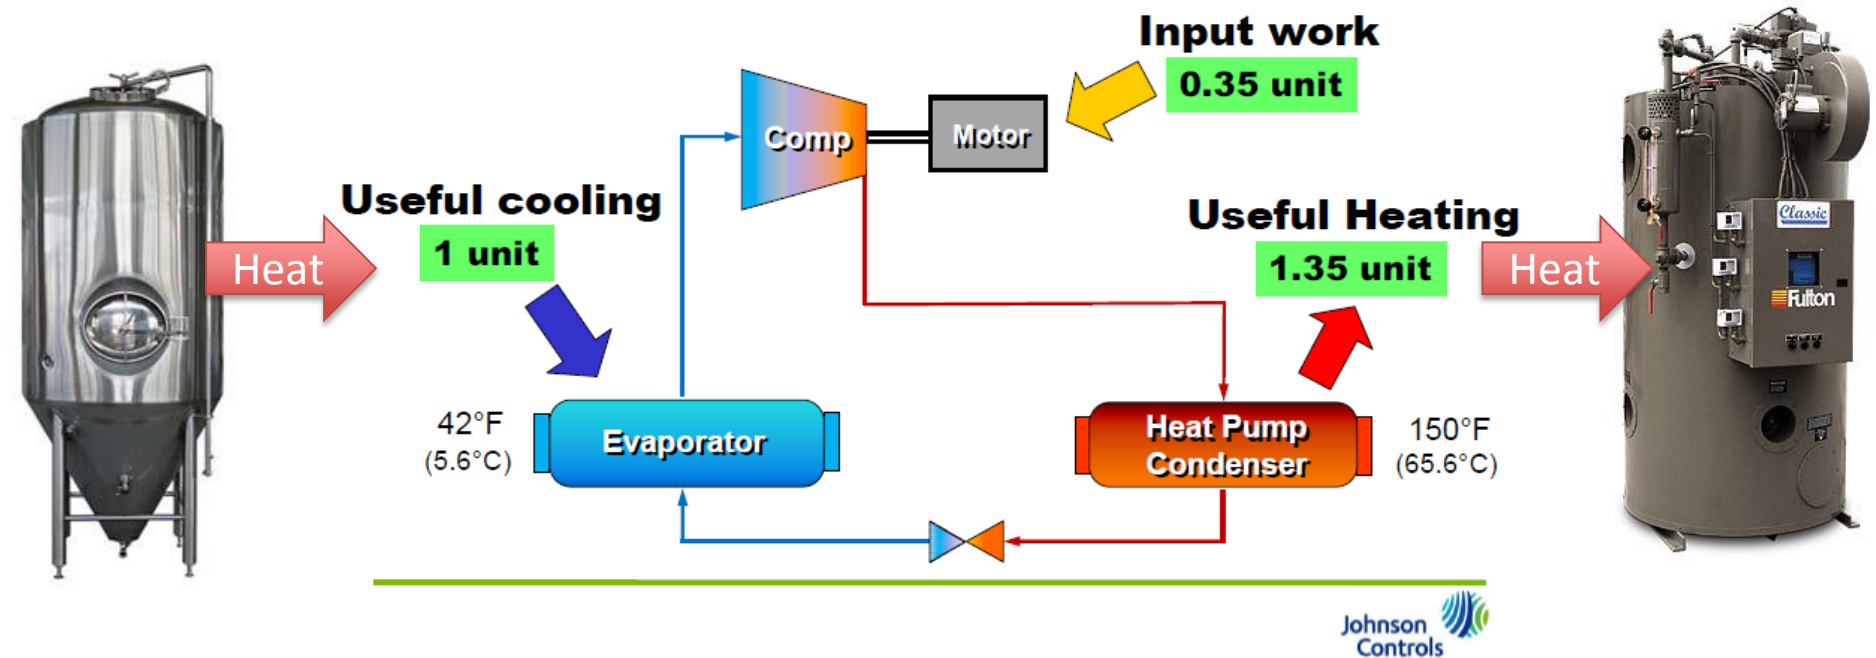 Input work
0.35 unit
Comp
Motor
Useful cooling
1 unit
Heat
Useful Heating
1.35 unit
Heat
Classic
Fulton
42°F
(5.6°C)
Evaporator
Heat Pump
Condenser
150°F
(65.6°C)
Johnson
Controls